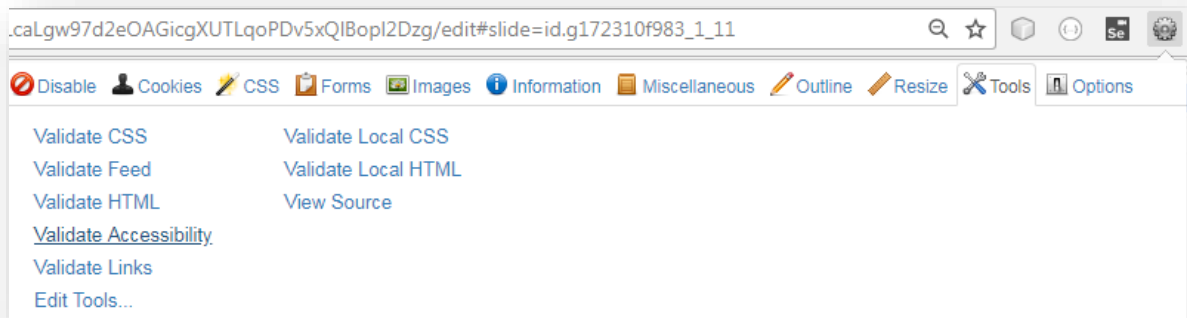 .caLgw97d2eOAGicgXUTLqoPDv5xQIBopI2Dzg/edit#slide=id.g172310f983_1_11
Se
Disable Cookies CSS Forms Images Information Miscellaneous Outline Resize Tools Options
Validate CSS Validate Local CSS
Validate Feed Validate Local HTML
Validate HTML View Source
Validate Accessibility
Validate Links
Edit Tools...